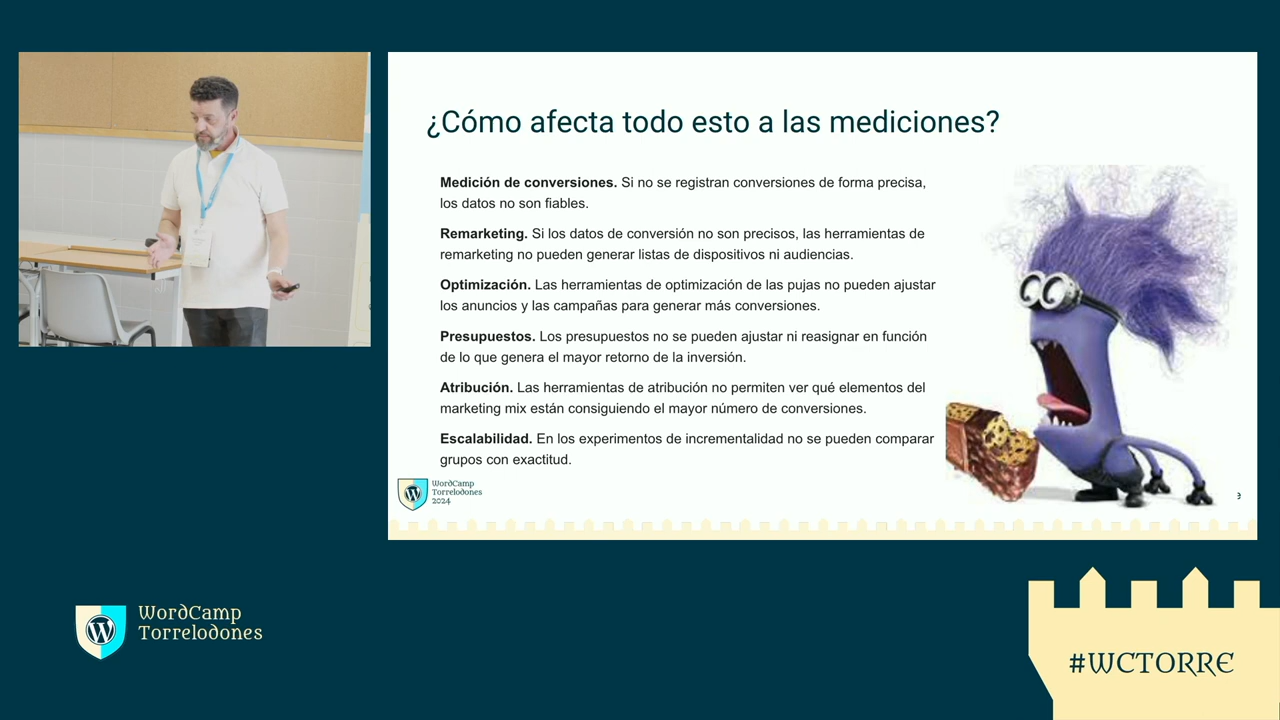 ¿Cómo afecta todo esto a las mediciones?
Medición de conversiones. Si no se registran conversiones de forma precisa,
los datos no son fiables.
Remarketing. Si los datos de conversión no son precisos, las herramientas de
remarketing no pueden generar listas de dispositivos ni audiencias.
Optimización. Las herramientas de optimización de las pujas no pueden ajustar
los anuncios y las campañas para generar más conversiones.
Presupuestos. Los presupuestos no se pueden ajustar ni reasignar en función
de lo que genera el mayor retorno de la inversión.
Atribución. Las herramientas de atribución no permiten ver qué elementos del
marketing mix están consiguiendo el mayor número de conversiones.
Escalabilidad. En los experimentos de incrementalidad no se pueden comparar
grupos con exactitud.
WordCamp
Torrelodones
2024
WordCamp
Torrelodones
#WCTORRE